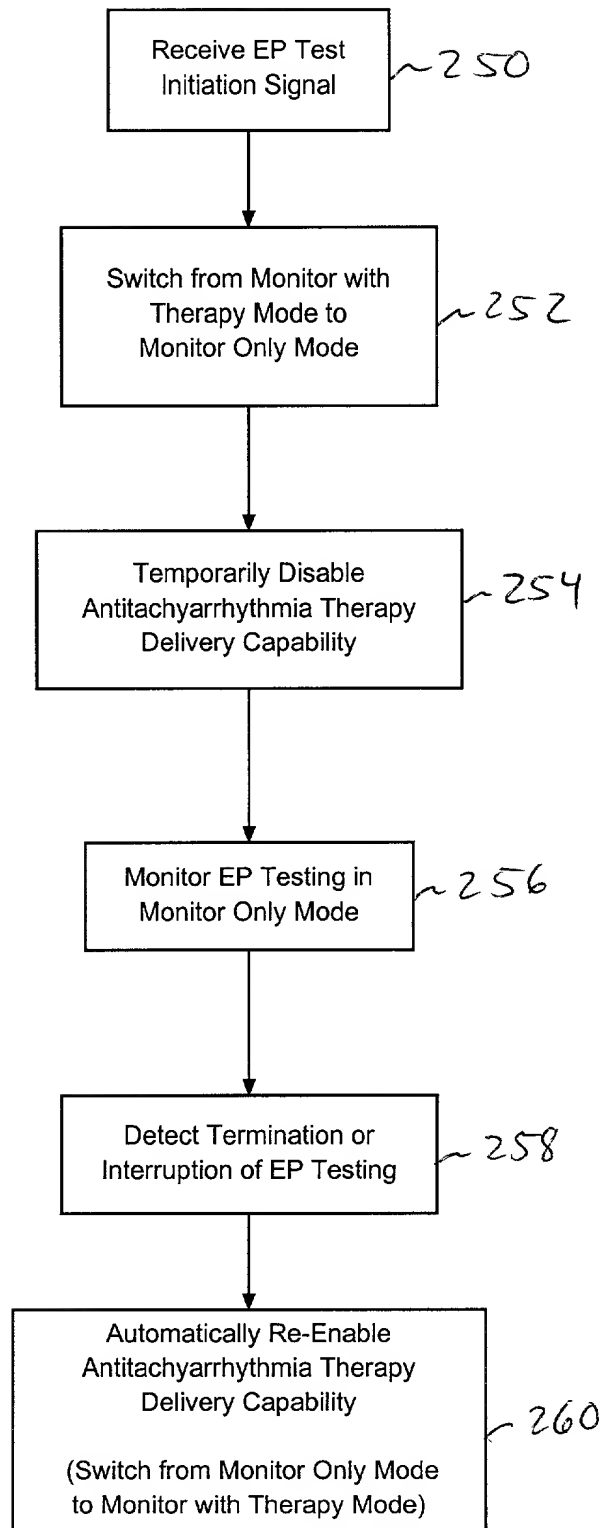 Receive EP Test
Initiation Signal
250
Switch from Monitor with
Therapy Mode to
Monitor Only Mode
252
Temporarily Disable
Antitachyarrhythmia Therapy
Delivery Capability
254
Monitor EP Testing in
Monitor Only Mode
256
Detect Termination or
Interruption of EP Testing
258
Automatically Re-Enable
Antitachyarrhythmia Therapy
Delivery Capability
(Switch from Monitor Only Mode
to Monitor with Therapy Mode)
260